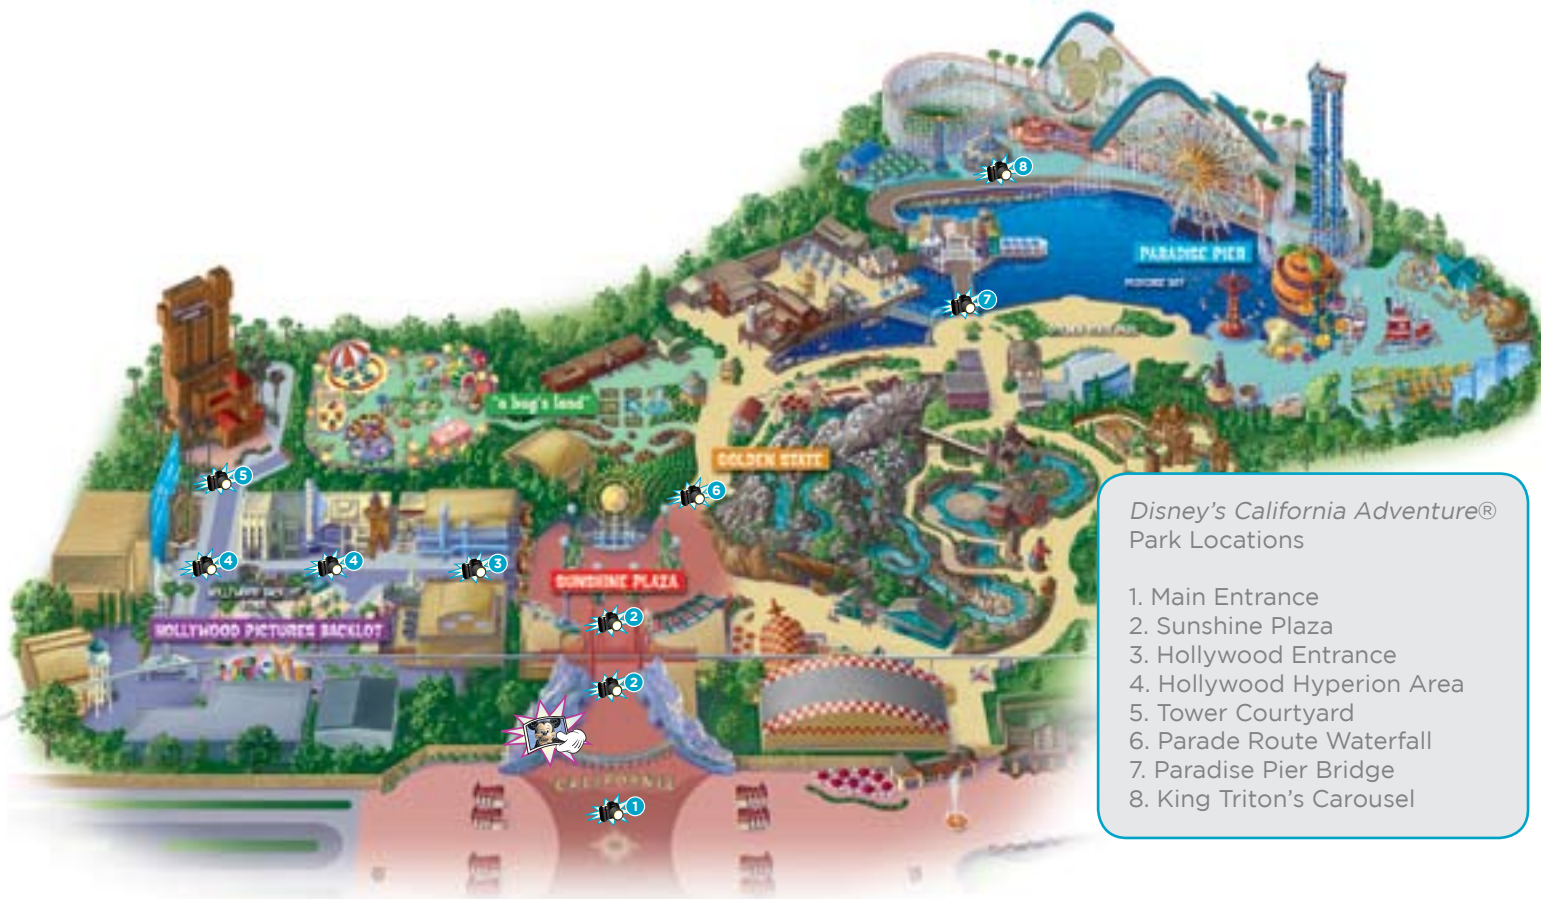 8
PARADISE PIER
7
"a bug's land"
GOLDEN STATE
5
6
4
4
3
SUNSHINE PLAZA
2
HOLLYWOOD PICTURES BACKLOT
2
CALIFORNIA
1
Disney's California Adventure®
Park Locations
1. Main Entrance
2. Sunshine Plaza
3. Hollywood Entrance
4. Hollywood Hyperion Area
5. Tower Courtyard
6. Parade Route Waterfall
7. Paradise Pier Bridge
8. King Triton's Carousel